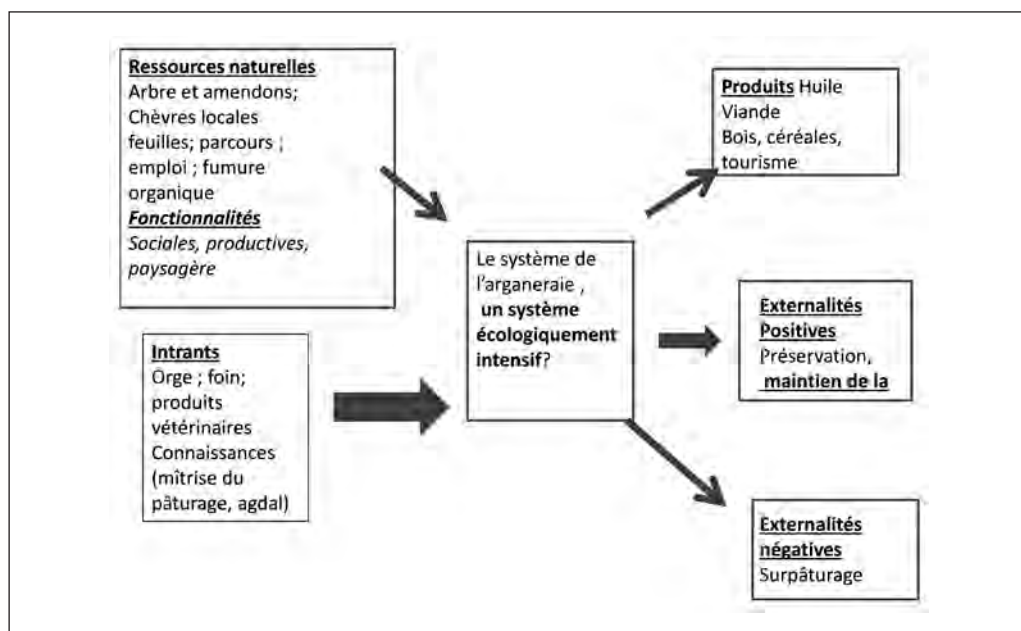 Ressources naturelles
Arbre et amendons;
Chèvres locales
feuilles; parcours ;
emploi ; fumure
organique
Fonctionnalités
Sociales, productives,
paysagère
Intrants
Orge ; foin;
produits
vétérinaires
Connaissances
(mîtrise du
pâturage, agdal)
Le système de
l'arganeraie ,
un système
écologiquement
intensif?
Produits Huile
Viande
Bois, céréales,
tourisme
Externalités
Positives
Préservation,
maintien de la
Externalités
négatives
Surpâturage